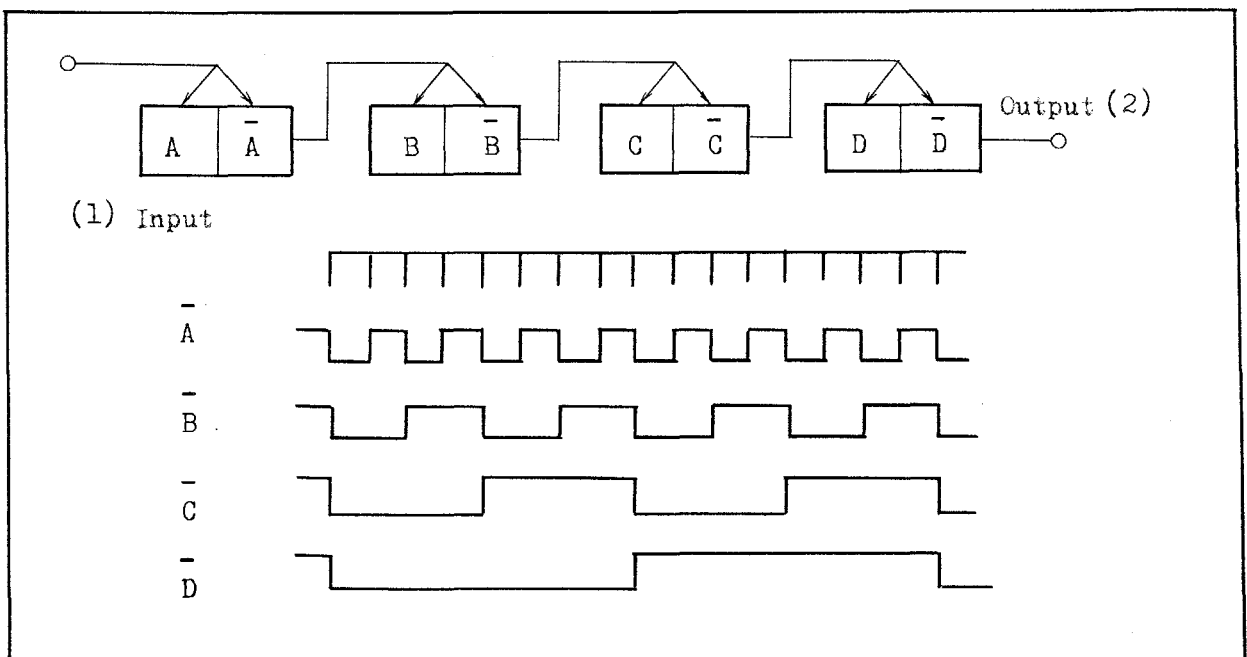 Output (2)
A A̅ B B̅ C C̅ D D̅
(1) Input
A̅
B̅
C̅
D̅